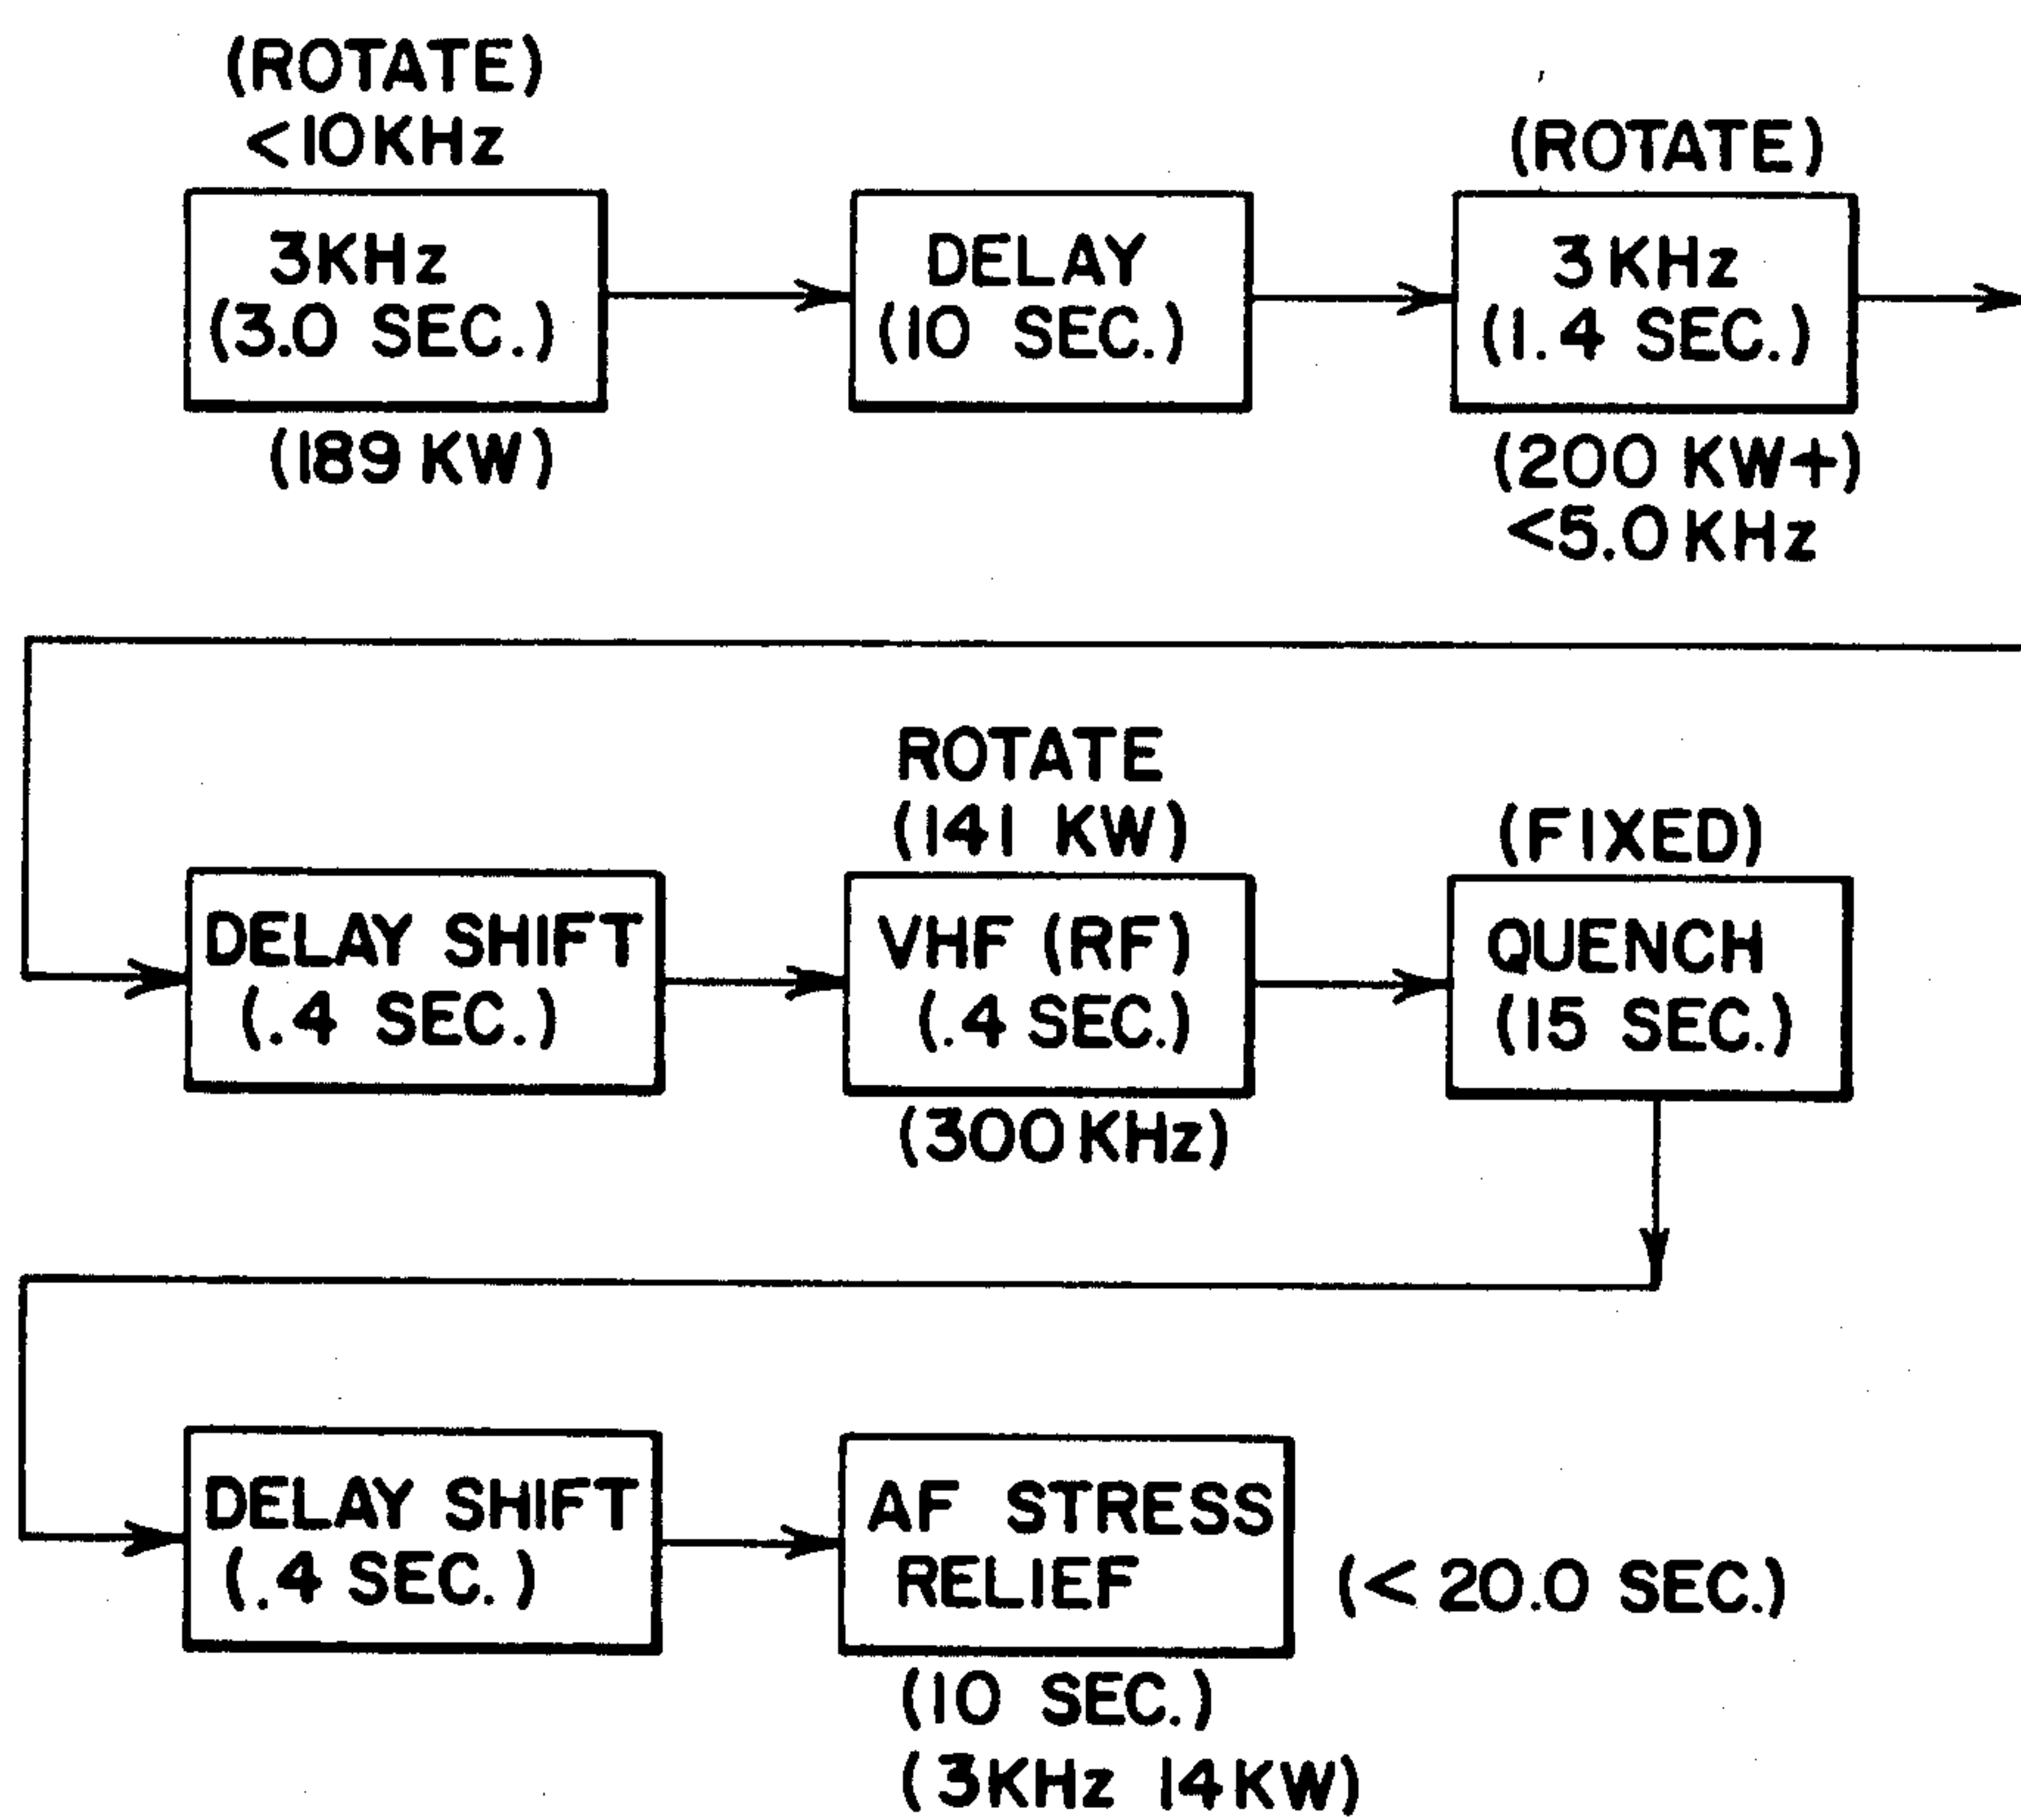 (ROTATE)
<10KHz
3KHz
(3.0 SEC.)
(189 KW)
DELAY
(10 SEC.)
(ROTATE)
3KHz
(1.4 SEC.)
(200 KW+)
<5.0KHz
DELAY SHIFT
(.4 SEC.)
ROTATE
(141 KW)
VHF (RF)
(.4 SEC.)
(300KHz)
(FIXED)
QUENCH
(15 SEC.)
DELAY SHIFT
(.4 SEC.)
AF STRESS
RELIEF
(< 20.0 SEC.)
(10 SEC.)
(3KHz 14KW)